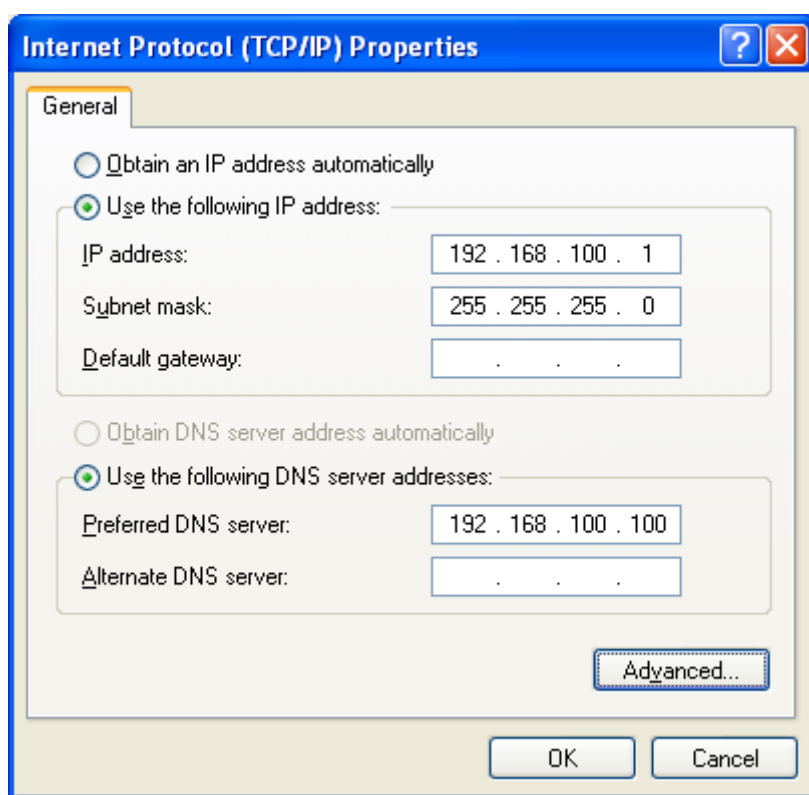 Internet Protocol (TCP/IP) Properties
General
Obtain an IP address automatically
Use the following IP address:
IP address: 192 . 168 . 100 . 1
Subnet mask: 255 . 255 . 255 . 0
Default gateway: . . .
Obtain DNS server address automatically
Use the following DNS server addresses:
Preferred DNS server: 192 . 168 . 100 . 100
Alternate DNS server: . . .
Advanced...
OK Cancel